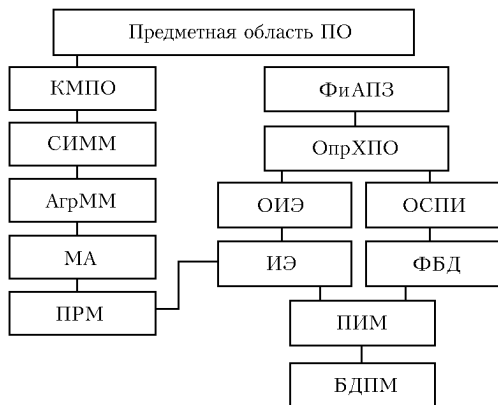 Предметная область ПО
КМПО
ФиАПЗ
СИММ
ОпрХПО
АгрММ
ОИЭ
ОСПИ
МА
ИЭ
ФБД
ПРМ
ПИМ
БДПМ